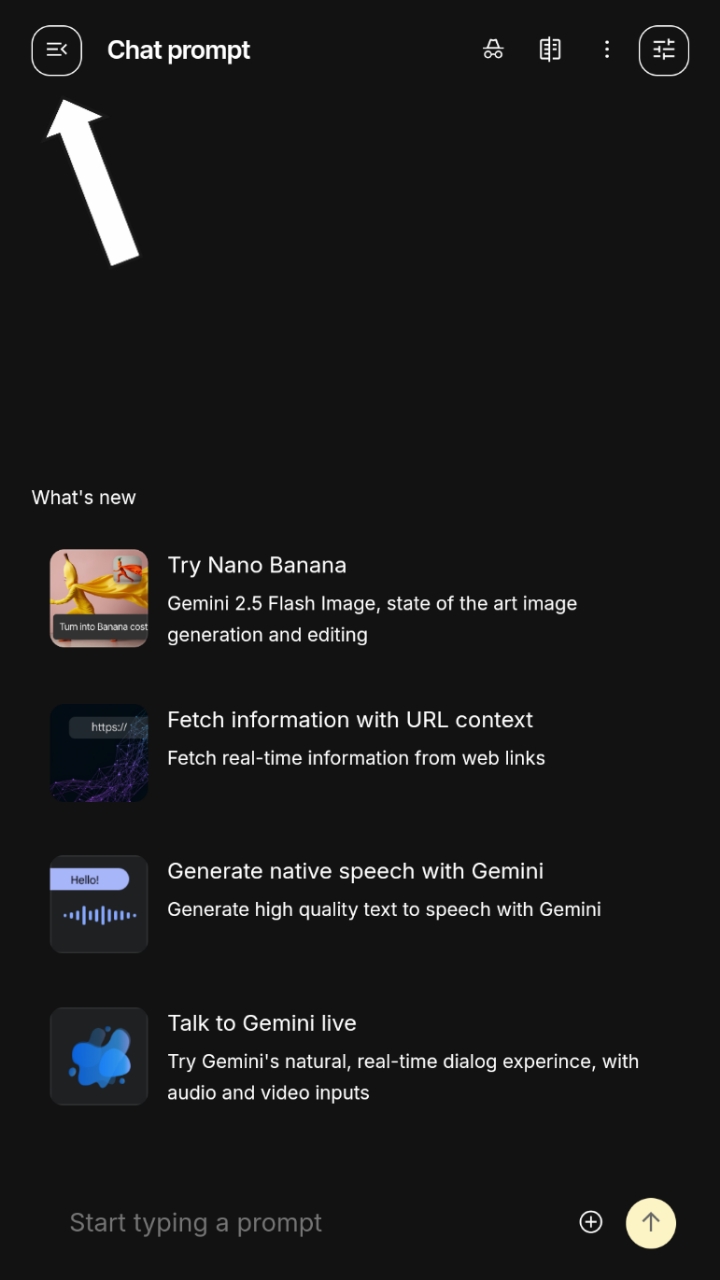 Chat prompt
What's new
Try Nano Banana
Gemini 2.5 Flash Image, state of the art image
generation and editing
Turn into Banana cost
Fetch information with URL context
https://
Fetch real-time information from web links
Generate native speech with Gemini
Hello!
Generate high quality text to speech with Gemini
Talk to Gemini live
Try Gemini's natural, real-time dialog experince, with
audio and video inputs
Start typing a prompt